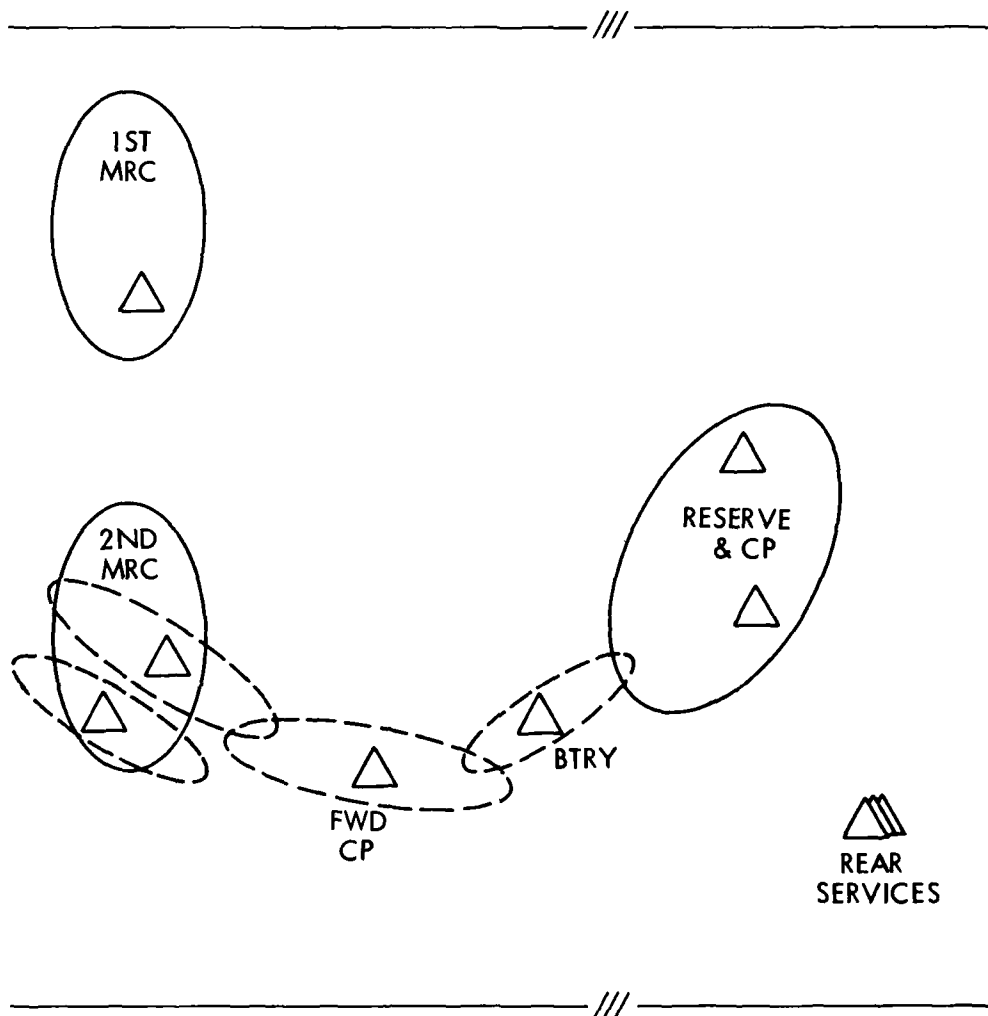 1ST
MRC
2ND
MRC
RESERVE
& CP
BTRY
FWD
CP
REAR
SERVICES